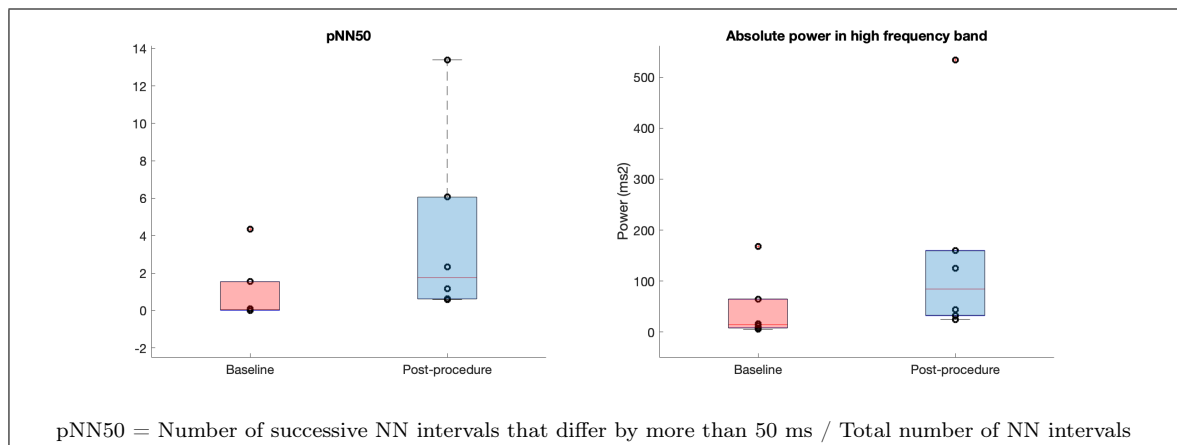 pNN50
14
12
10
8
6
4
2
0
-2
Baseline
Post-procedure
Absolute power in high frequency band
Power (ms2)
500
400
300
200
100
0
Baseline
Post-procedure
pNN50 = Number of successive NN intervals that differ by more than 50 ms / Total number of NN intervals